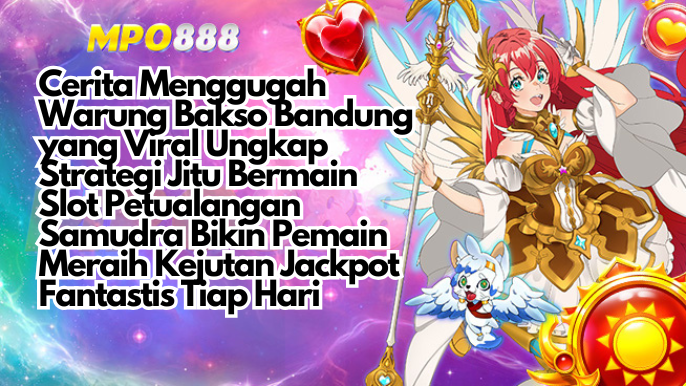 MPO888
Cerita Menggugah
Warung Bakso Bandung
yang Viral Ungkap
Strategi Jitu Bermain
Slot Petualangan
Samudra Bikin Pemain
Meraih Kejutan Jackpot
Fantastis Tiap Hari